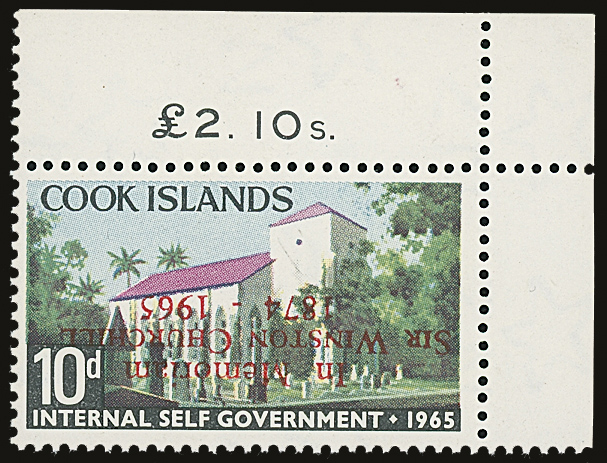 £2.10s.
COOK ISLANDS
In Memoriam
SIR WINSTON CHURCHILL
1874 - 1965
10d
INTERNAL SELF GOVERNMENT • 1965